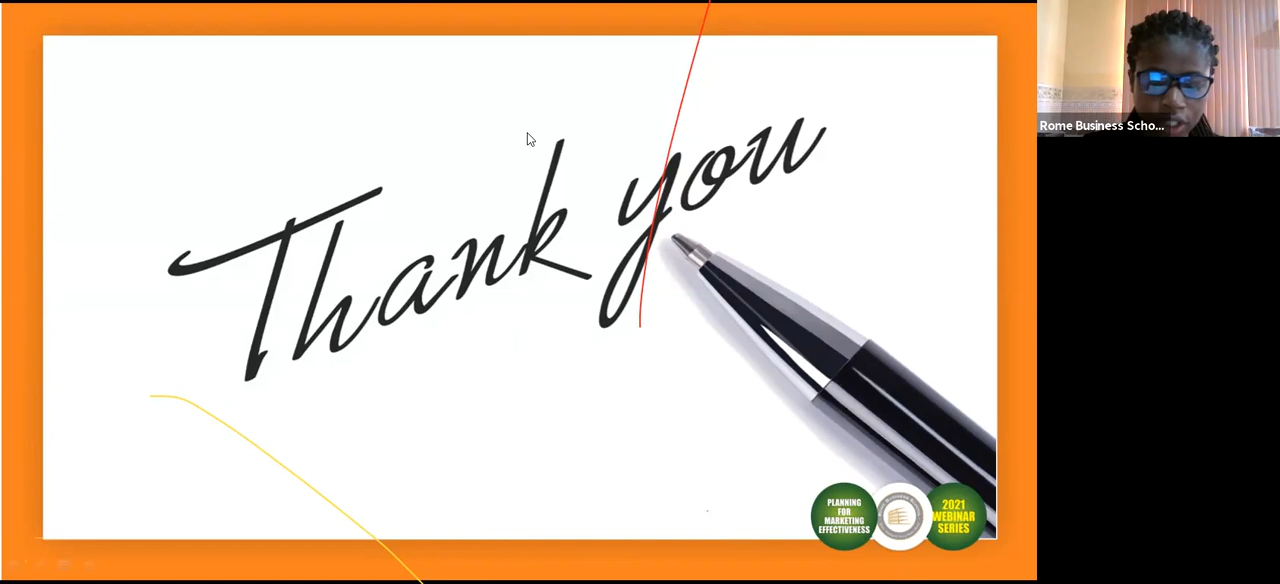 Thank you
Rome Business Scho...
PLANNING
FOR
MARKETING
EFFECTIVENESS
2021
WEBINAR
SERIES